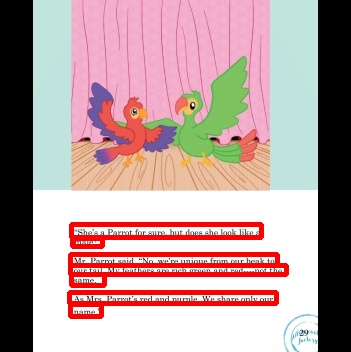 "She's a Parrot for sure, but does she look like a
Mr. Parrot said, "No, we're unique from our beak to
our tail. My feathers are rich green and red—not the
same.
As Mrs. Parrot's red and purple. We share only our
name."
29